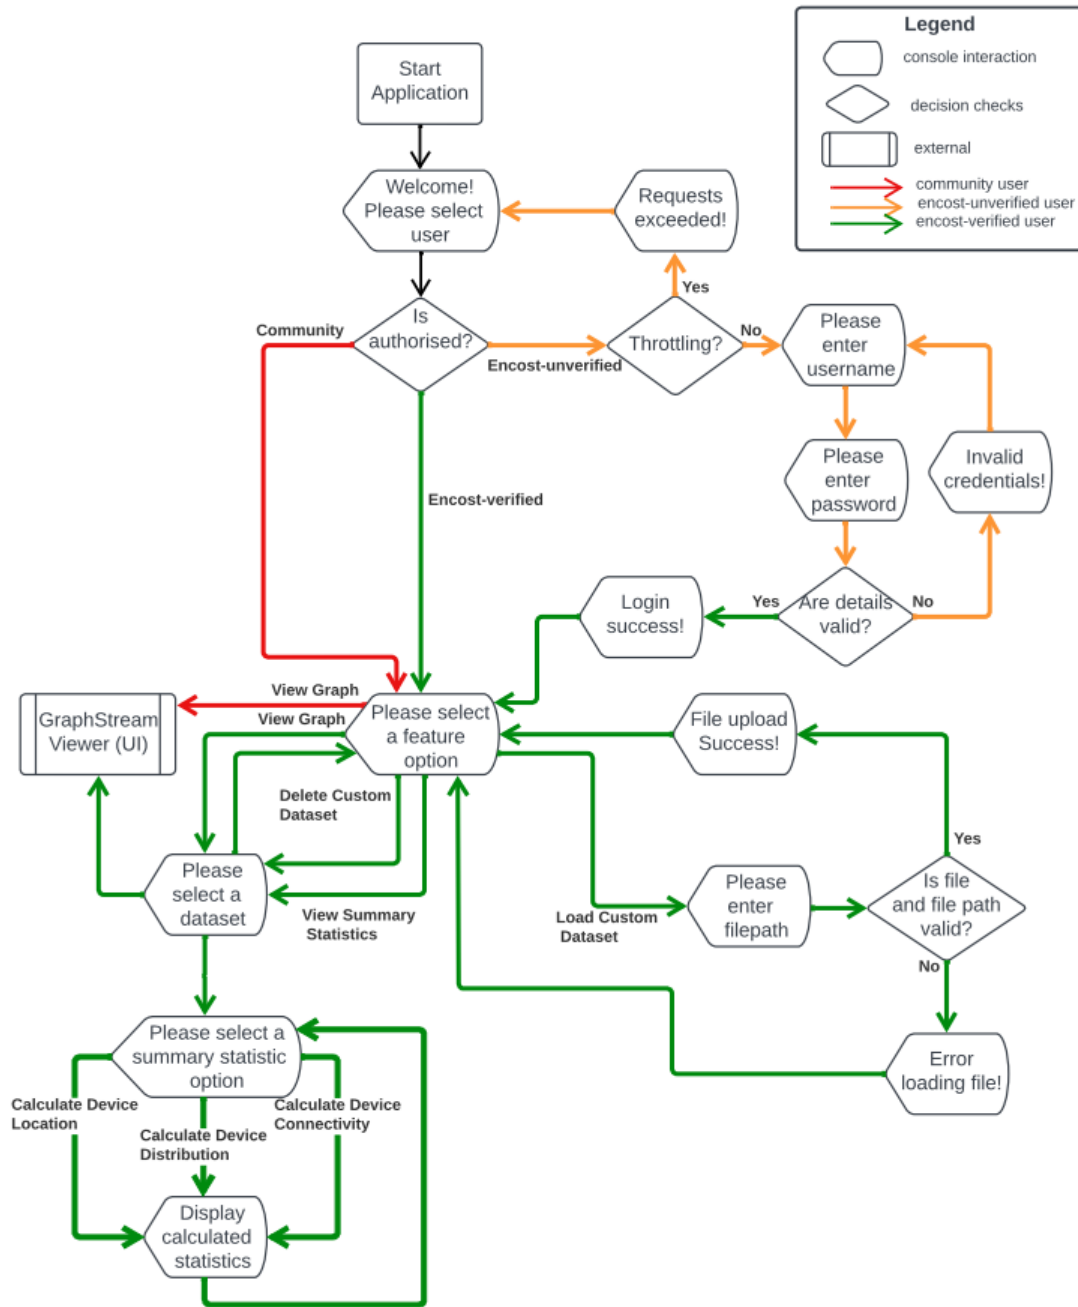 Legend
console interaction
decision checks
external
community user
encost-unverified user
encost-verified user
Start
Application
Welcome!
Please select
user
Requests
exceeded!
Yes
Is
authorised?
Community
Encost-unverified
Throttling?
No
Please
enter
username
Please
enter
password
Invalid
credentials!
Encost-verified
Are details
valid?
Yes
No
Login
success!
View Graph
View Graph
GraphStream
Viewer (UI)
Please select
a feature
option
File upload
Success!
Delete Custom
Dataset
Please
select a
dataset
View Summary
Statistics
Load Custom
Dataset
Please
enter
filepath
Yes
Is file
and file path
valid?
No
Error
loading file!
Please select a
summary statistic
option
Calculate Device
Location
Calculate Device
Distribution
Calculate Device
Connectivity
Display
calculated
statistics